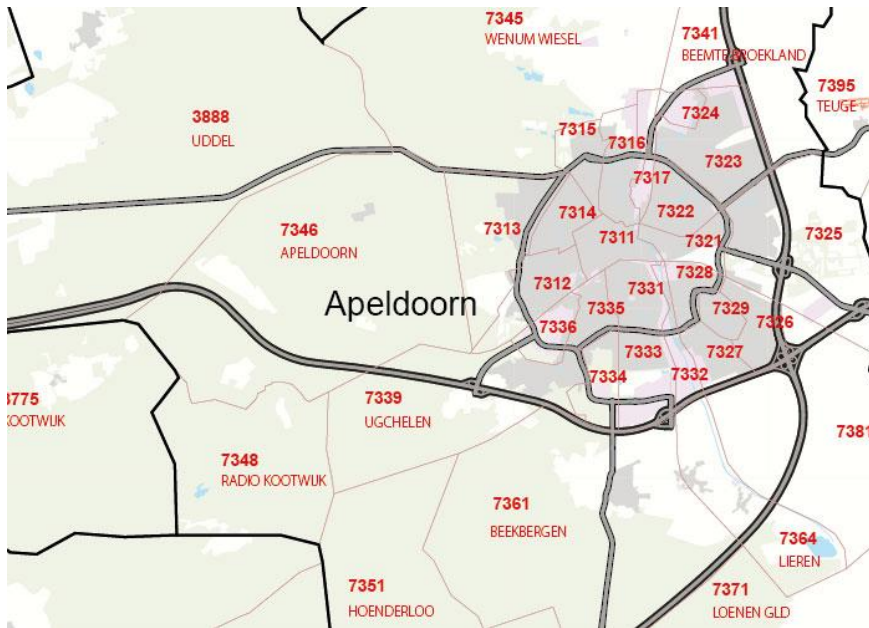 7345
WENUM WIESEL
7341
BEEMTE BROEKLAND
7395
TEUGE
3888
UDDEL
7324
7315
7316
7323
7317
7314
7322
7313
7311
7321
7325
7346
APELDOORN
7328
7312
7331
Apeldoorn
7335
7329
7336
7326
7333
7327
7334
7332
3775
KOOTWIJK
7339
UGCHELEN
7381
7348
RADIO KOOTWIJK
7361
BEEKBERGEN
7364
LIEREN
7351
HOENDERLOO
7371
LOENEN GLD